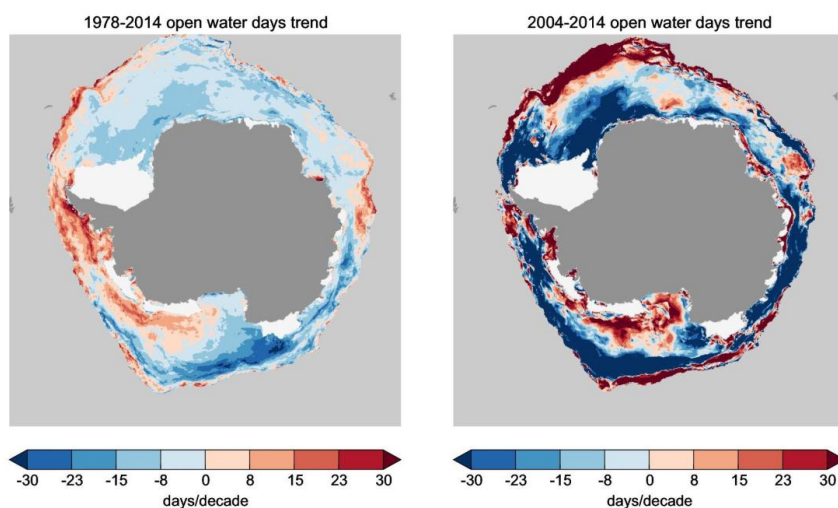 1978-2014 open water days trend
2004-2014 open water days trend
-30 -23 -15 -8 0 8 15 23 30
days/decade
-30 -23 -15 -8 0 8 15 23 30
days/decade